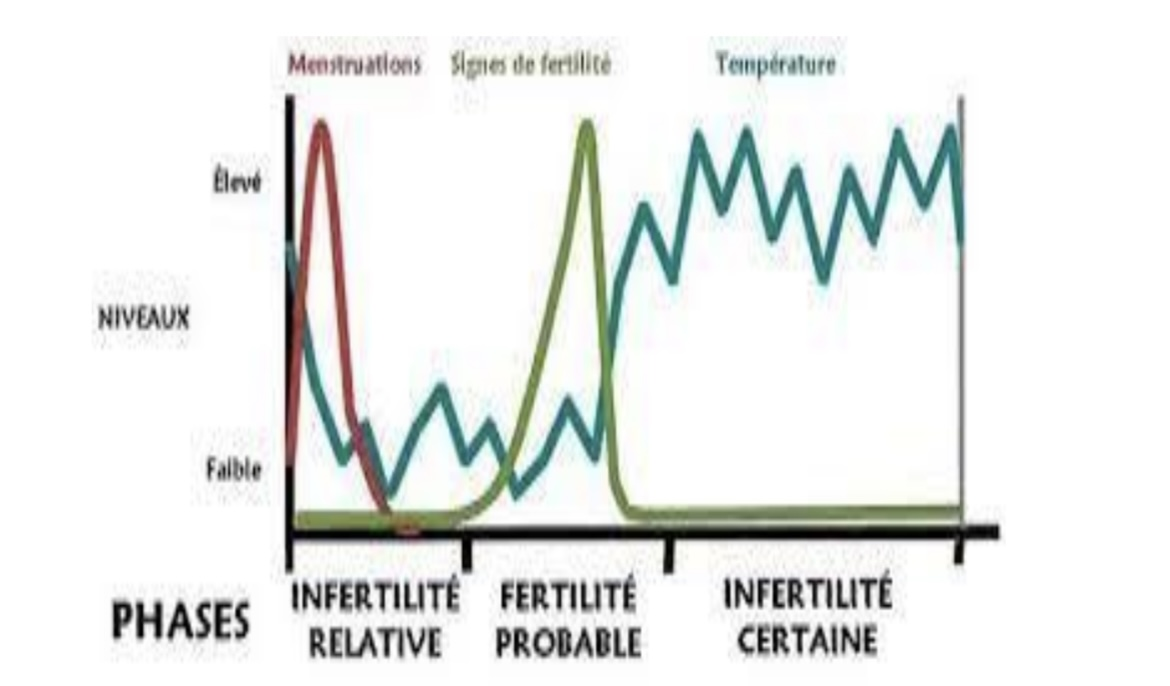 Menstruations Signes de fertilité Température
Élevé
NIVEAUX
Faible
PHASES
INFERTILITÉ
RELATIVE
FERTILITÉ
PROBABLE
INFERTILITÉ
CERTAINE